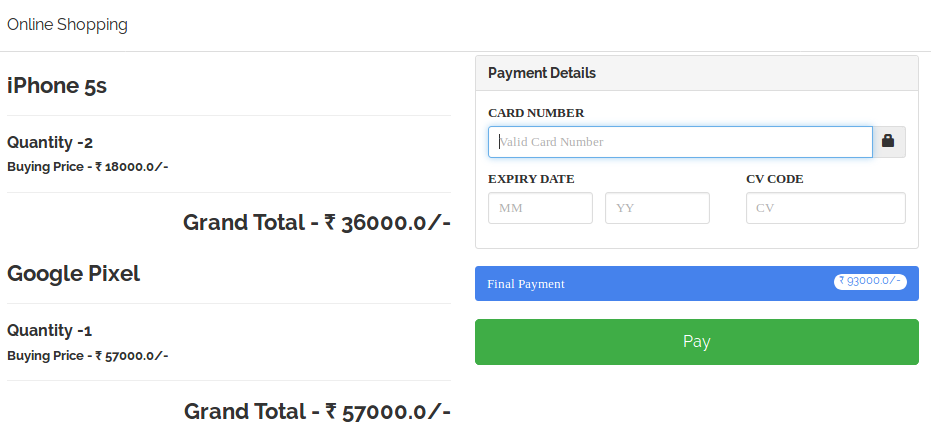 Online Shopping
iPhone 5s
Quantity -2
Buying Price - ₹ 18000.0/-
Grand Total - ₹ 36000.0/-
Google Pixel
Quantity -1
Buying Price - ₹ 57000.0/-
Grand Total - ₹ 57000.0/-
Payment Details
CARD NUMBER
Valid Card Number
EXPIRY DATE CV CODE
MM YY CV
Final Payment ₹ 93000.0/-
Pay